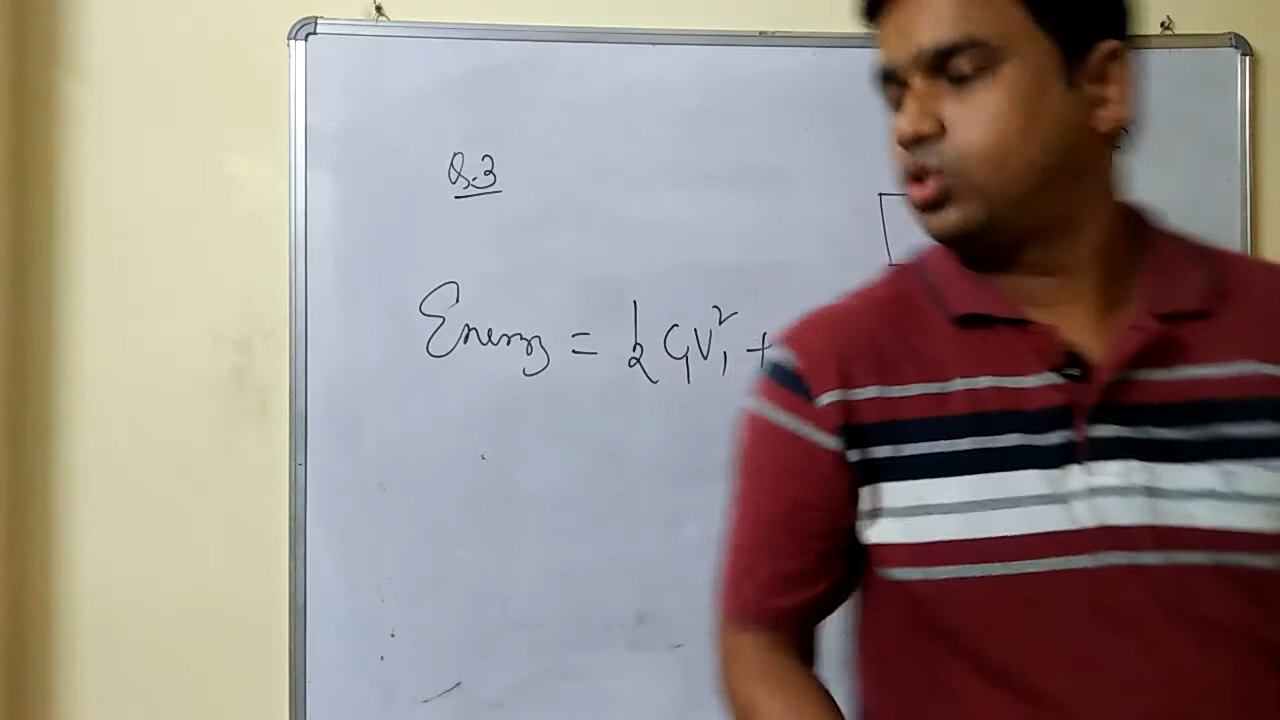 Q.3
Energy = ½ C₁V₁² +